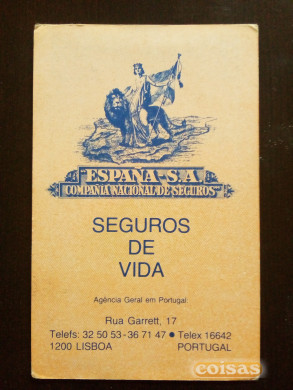 ESPAÑA-S.A.
COMPAÑIA NACIONAL DE SEGUROS
SEGUROS
DE
VIDA
Agência Geral em Portugal
Rua Garrett, 17
Telefs: 32 50 53 - 36 71 47 ● Telex 16642
1200 LISBOA PORTUGAL
coisas